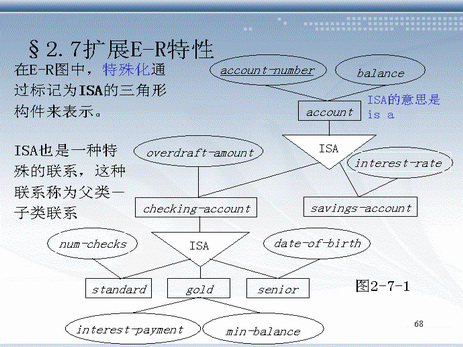 §2.7扩展E-R特性
在E-R图中，特殊化通
过标记为ISA的三角形
构件来表示。
ISA也是一种特
殊的联系，这种
联系称为父类－
子类联系
account-number
balance
account
ISA的意思是
is a
ISA
overdraft-amount
interest-rate
checking-account
savings-account
num-checks
ISA
date-of-birth
standard
gold
senior
图2-7-1
interest-payment
min-balance
68